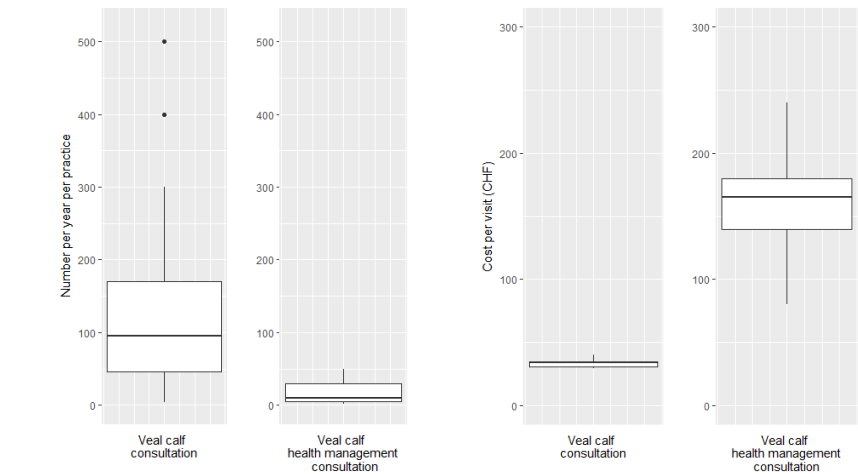 Number per year per practice
500
400
300
200
100
0
Veal calf
consultation
500
400
300
200
100
0
Veal calf
health management
consultation
Cost per visit (CHF)
300
200
100
0
Veal calf
consultation
300
200
100
0
Veal calf
health management
consultation